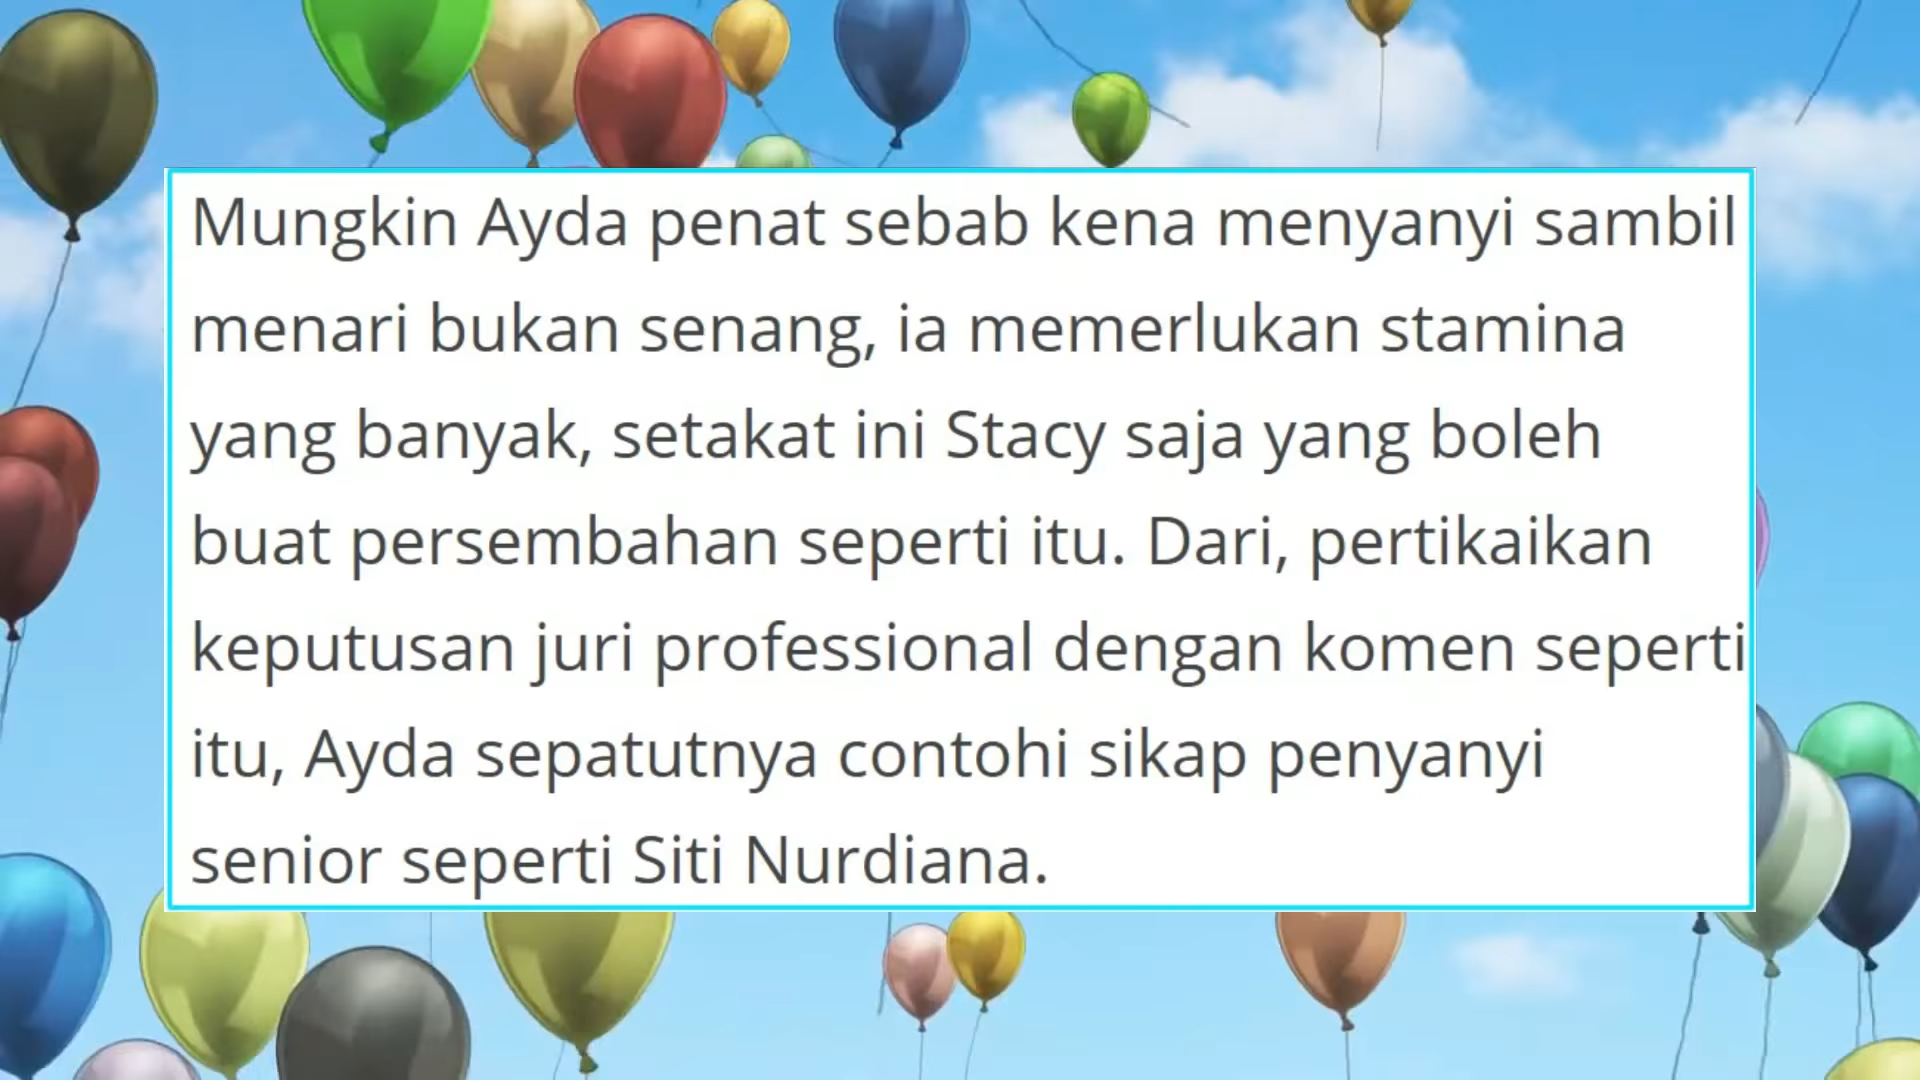 Mungkin Ayda penat sebab kena menyanyi sambil
menari bukan senang, ia memerlukan stamina
yang banyak, setakat ini Stacy saja yang boleh
buat persembahan seperti itu. Dari, pertikaikan
keputusan juri professional dengan komen seperti
itu, Ayda sepatutnya contohi sikap penyanyi
senior seperti Siti Nurdiana.